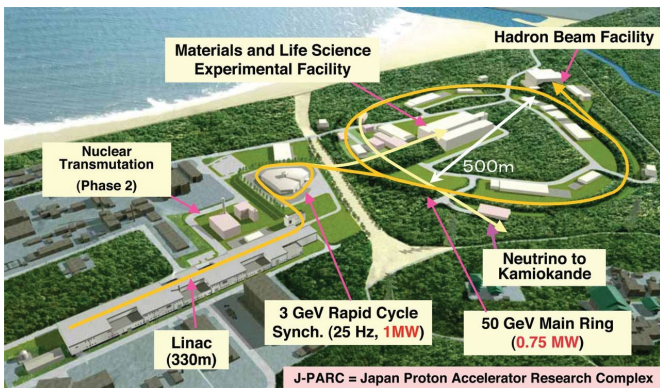 Hadron Beam Facility
Materials and Life Science
Experimental Facility
Nuclear
Transmutation
(Phase 2)
500m
Neutrino to
Kamiokande
3 GeV Rapid Cycle
Synch. (25 Hz, 1MW)
50 GeV Main Ring
(0.75 MW)
Linac
(330m)
J-PARC = Japan Proton Accelerator Research Complex